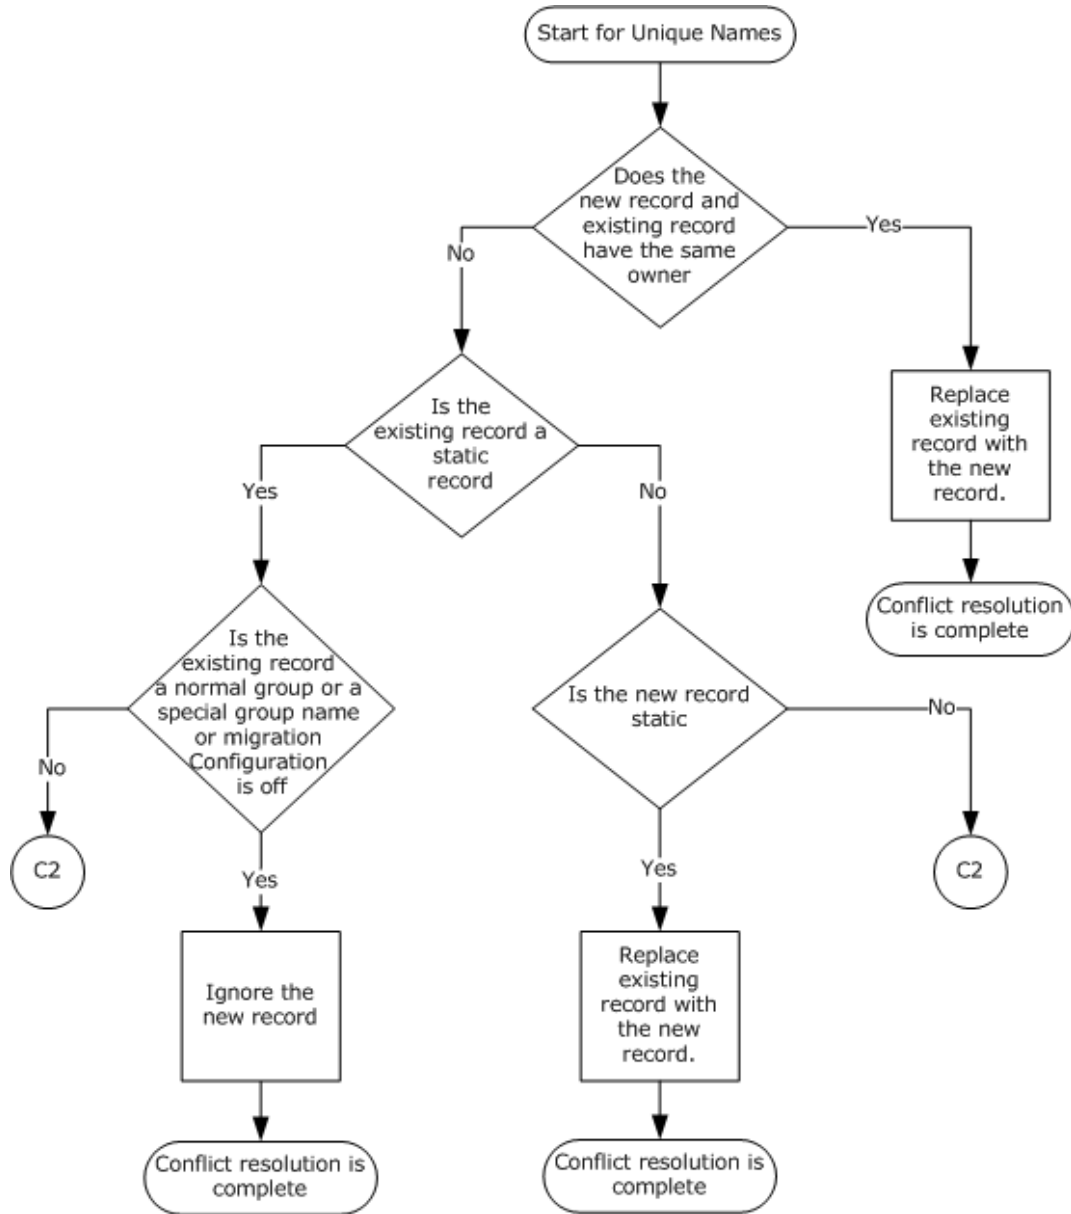 Start for Unique Names
Does the
new record and
existing record
have the same
owner
Yes
No
Is the
existing record a
static
record
Replace
existing
record with
the new
record.
Yes
No
Conflict resolution
is complete
Is the
existing record
a normal group or a
special group name
or migration
Configuration
is off
Is the new record
static
No
No
C2
C2
Yes
Yes
Ignore the
new record
Replace
existing
record with
the new
record.
Conflict resolution is
complete
Conflict resolution is
complete